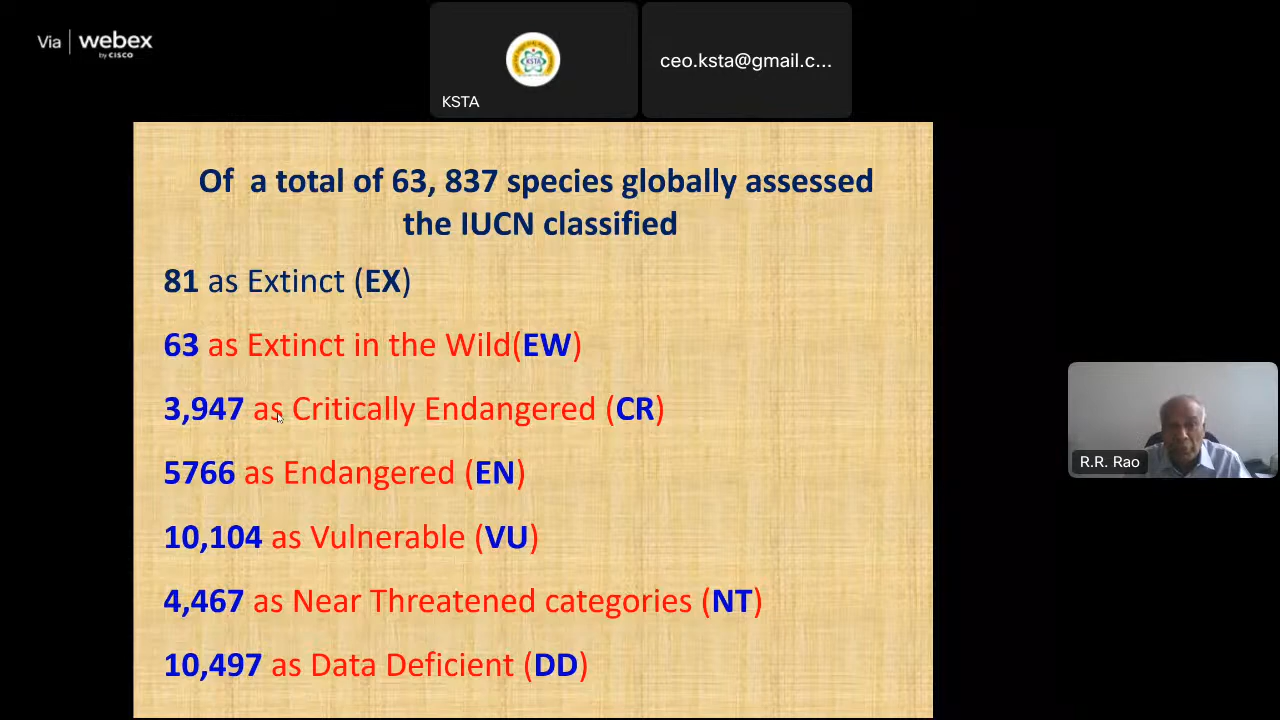 Via webex
by CISCO
KSTA
KSTA
ceo.ksta@gmail.c...
Of a total of 63, 837 species globally assessed
the IUCN classified
81 as Extinct (EX)
63 as Extinct in the Wild(EW)
3,947 as Critically Endangered (CR)
5766 as Endangered (EN)
10,104 as Vulnerable (VU)
4,467 as Near Threatened categories (NT)
10,497 as Data Deficient (DD)
R.R. Rao